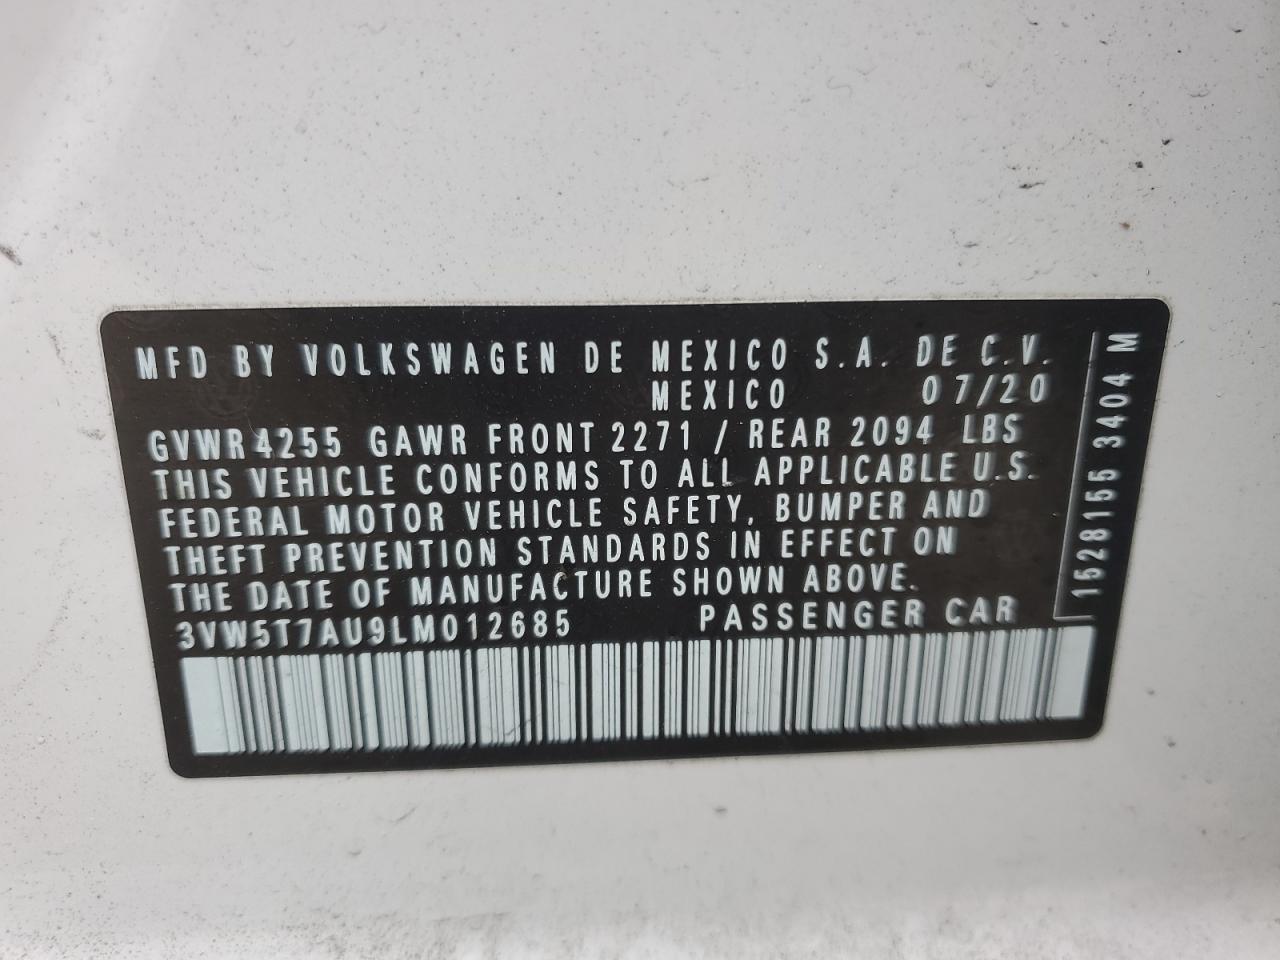 MFD BY VOLKSWAGEN DE MEXICO S.A. DE C.V.
MEXICO 07/20
GVWR 4255 GAWR FRONT 2271 / REAR 2094 LBS
THIS VEHICLE CONFORMS TO ALL APPLICABLE U.S.
FEDERAL MOTOR VEHICLE SAFETY, BUMPER AND
THEFT PREVENTION STANDARDS IN EFFECT ON
THE DATE OF MANUFACTURE SHOWN ABOVE.
3VW5T7AU9LM012685 PASSENGER CAR
1528155 3404 M